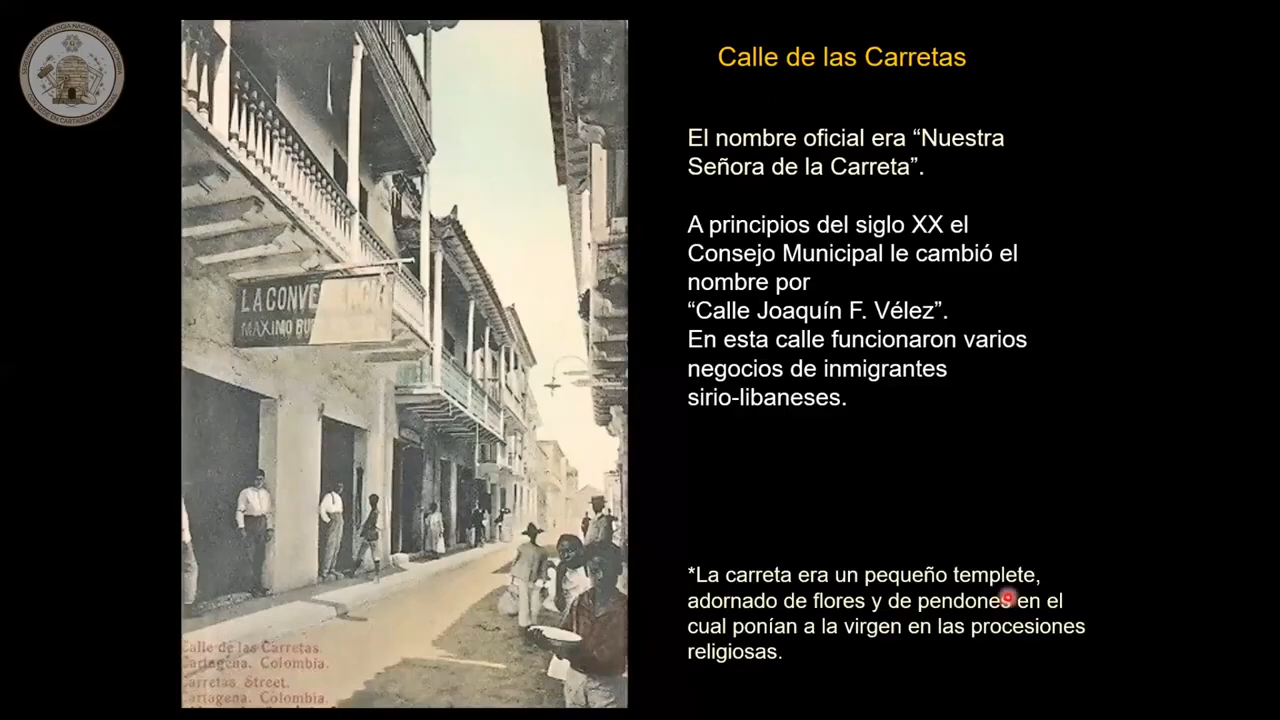 Calle de las Carretas
El nombre oficial era “Nuestra
Señora de la Carreta”.
A principios del siglo XX el
Consejo Municipal le cambió el
nombre por
“Calle Joaquín F. Vélez”.
En esta calle funcionaron varios
negocios de inmigrantes
sirio-libaneses.
*La carreta era un pequeño templete,
adornado de flores y de pendones en el
cual ponían a la virgen en las procesiones
religiosas.
MAXIMO
Calle de las Carretas.
Cartagena. Colombia.
Carretas Street.
Cartagena. Colombia.